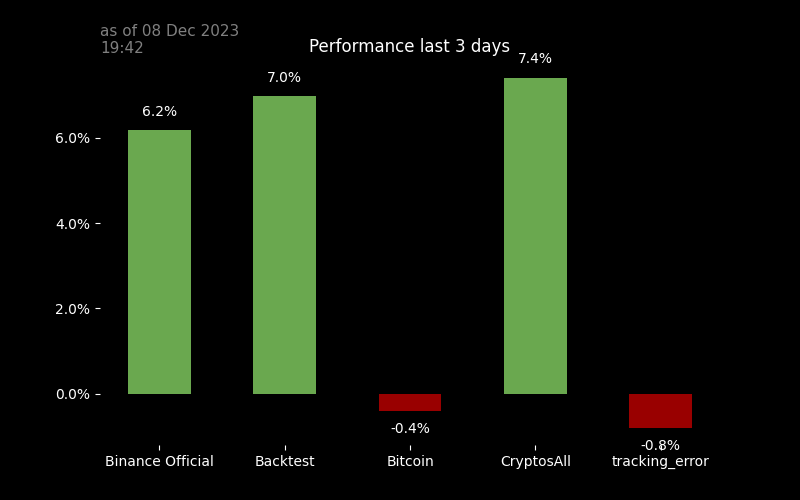 as of 08 Dec 2023
19:42
Performance last 3 days
7.4%
7.0%
6.2%
6.0%
4.0%
2.0%
0.0%
-0.4%
-0.8%
Binance Official
Backtest
Bitcoin
CryptosAll
tracking_error